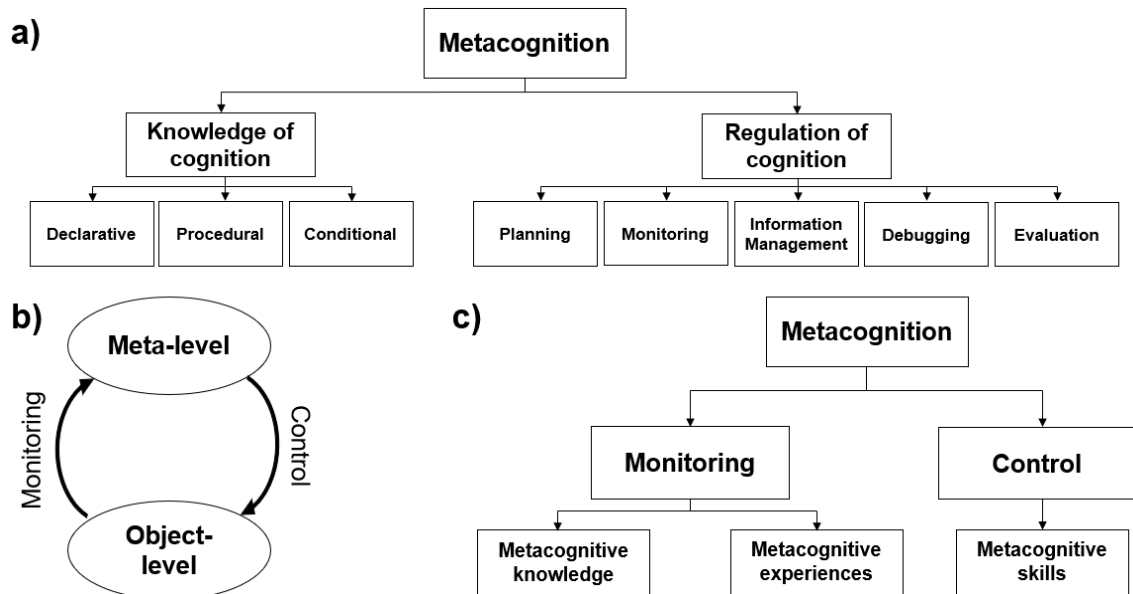 a)
Metacognition
Knowledge of
cognition
Regulation of
cognition
Declarative
Procedural
Conditional
Planning
Monitoring
Information
Management
Debugging
Evaluation
b)
Meta-level
Monitoring
Control
Object-
level
c)
Metacognition
Monitoring
Control
Metacognitive
knowledge
Metacognitive
experiences
Metacognitive
skills